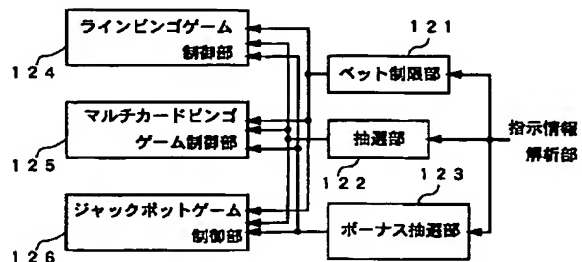 ラインビンゴゲーム
制御部
124
マルチカードビンゴ
ゲーム制御部
125
ジャックポットゲーム
制御部
126
121
ベット制限部
抽選部
122
123
ボーナス抽選部
指示情報
解析部